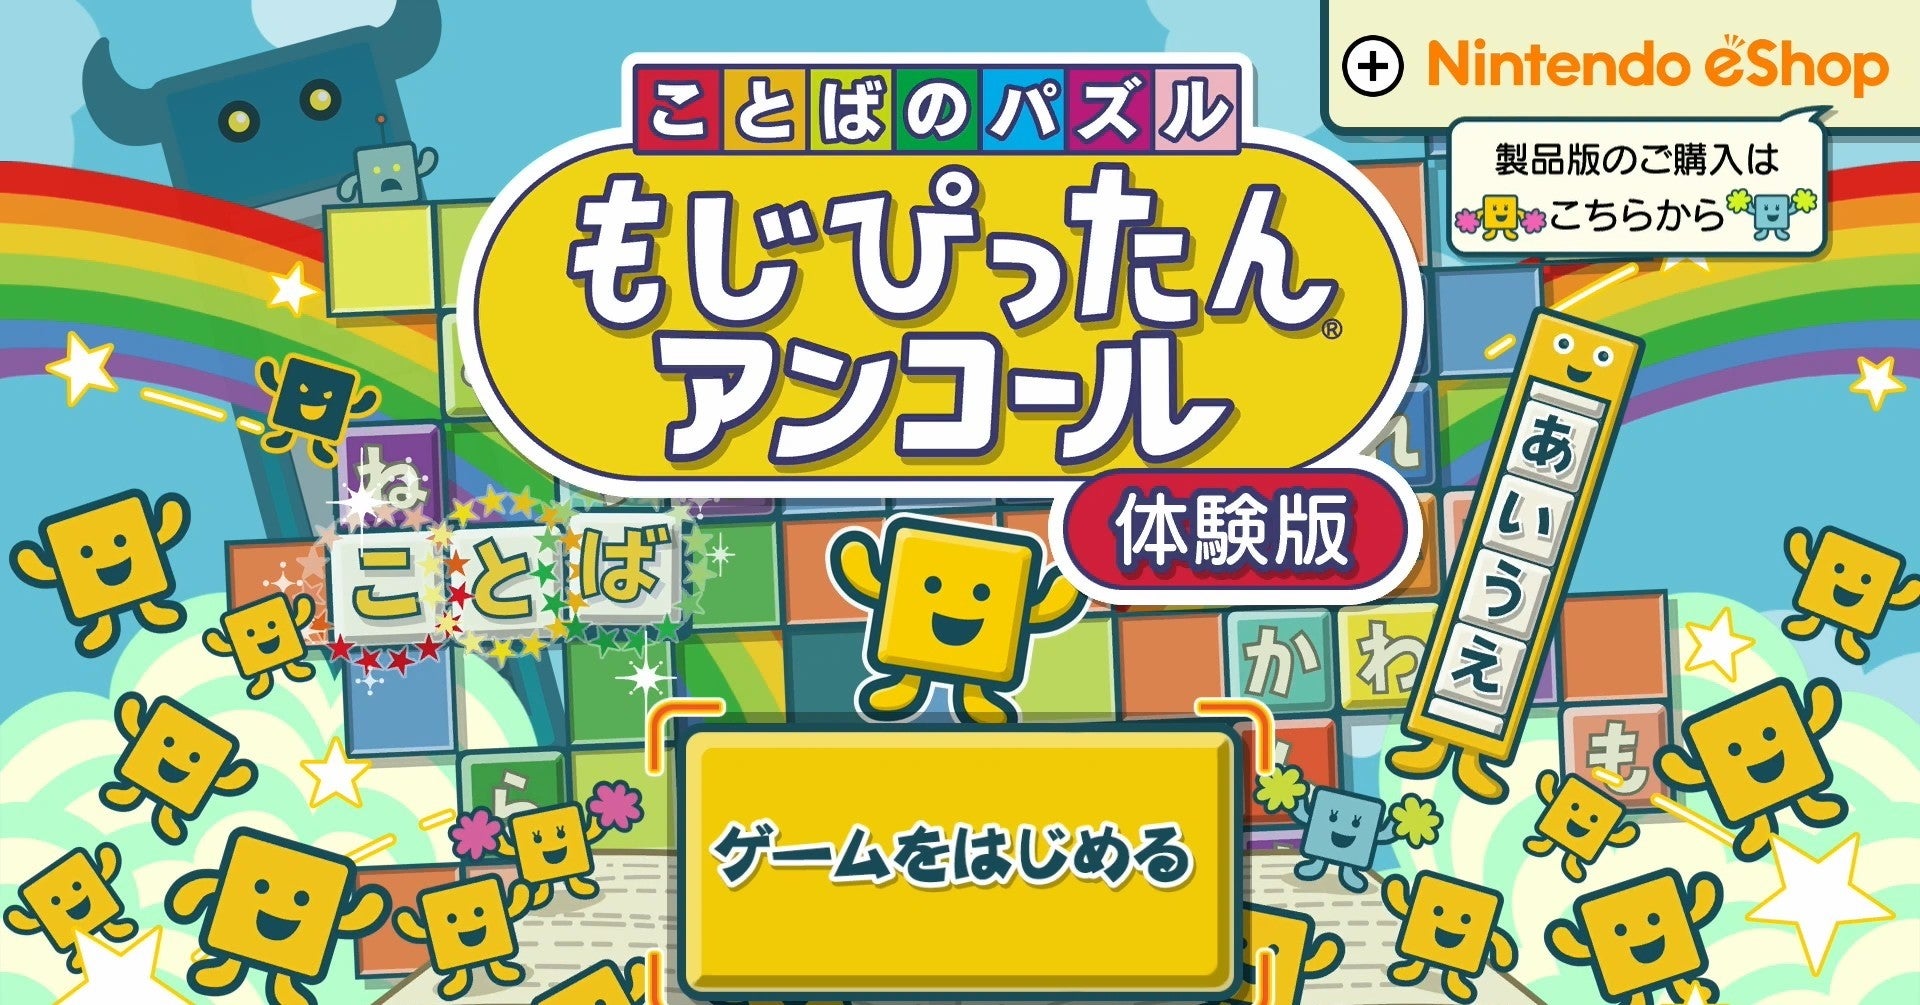 ことばのパズル
もじぴったん®
アンコール
体験版
Nintendo eShop
製品版のご購入は
こちらから
ね
ことば
あいうえ
かわ
も
ら
ゲームをはじめる